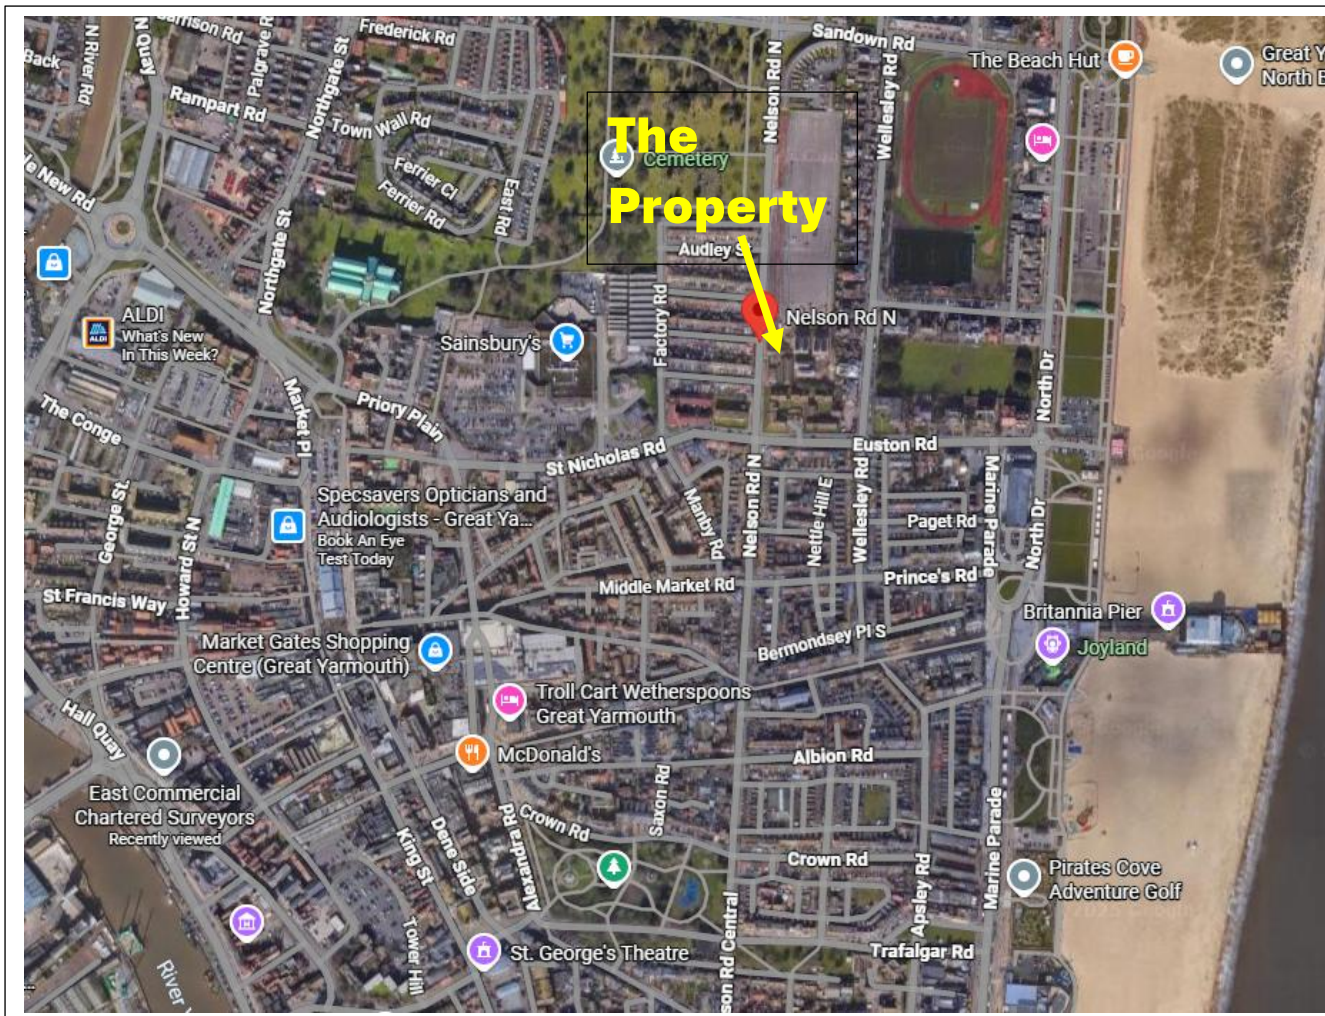 Sandown Rd
Frederick Rd
Garrison Rd
Palgrave R
N Quay
N River Rd
Back
Northgate St
Rampart Rd
Town Wall Rd
Ferrier Cl
Ferrier Rd
East Rd
The
Property
Cemetery
Nelson Rd N
Wellesley Rd
The Beach Hut
Great Y
North B
le New Rd
Northgate St
Audley S
Factory Rd
Nelson Rd N
ALDI
ALDI
What's New
In This Week?
Sainsbury's
Market Pl
Priory Plain
The Conge
North Dr
St Nicholas Rd
Euston Rd
George St
Howard St N
Specsavers Opticians and
Audiologists - Great Ya...
Book An Eye
Test Today
Manby Rd
Nelson Rd N
Nettle Hill E
Wellesley Rd
Paget Rd
Marine Parade
North Dr
Google
St Francis Way
Middle Market Rd
Prince's Rd
Britannia Pier
Joyland
Bermondsey Pl S
Market Gates Shopping
Centre (Great Yarmouth)
Troll Cart Wetherspoons
Great Yarmouth
Hall Quay
McDonald's
Albion Rd
East Commercial
Chartered Surveyors
Recently viewed
King St
Dene Side
Alexandra Rd
Crown Rd
Saxon Rd
Crown Rd
Apsley Rd
Marine Parade
Pirates Cove
Adventure Golf
Tower Hill
St. George's Theatre
son Rd Central
Trafalgar Rd
River
...